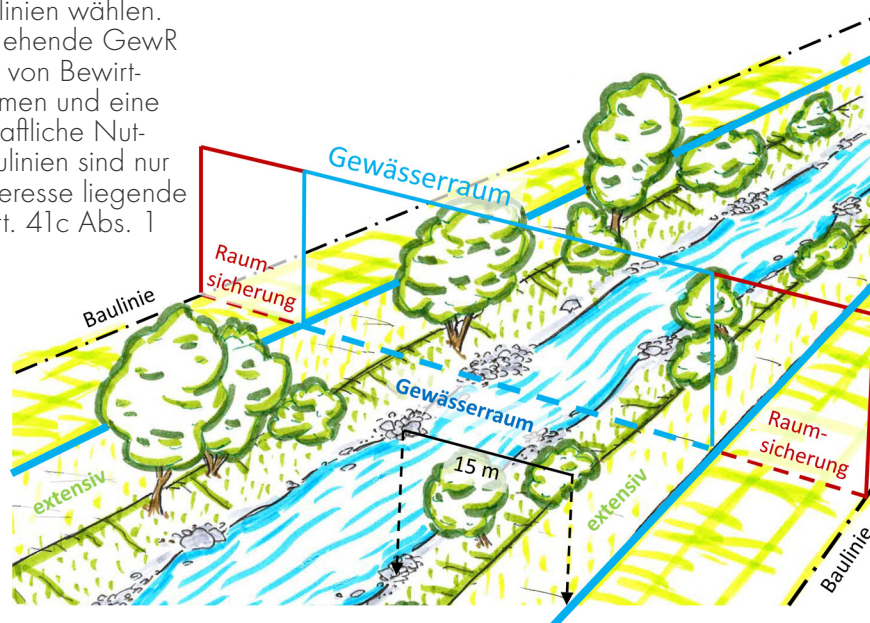 linien wählen.
ehende GewR
von Bewirt-
men und eine
aftliche Nut-
ulinien sind nur
eresse liegende
t. 41c Abs. 1
Gewässerraum
Raum-
sicherung
Baulinie
Gewässerraum
15 m
extensiv
extensiv
Raum-
sicherung
Baulinie